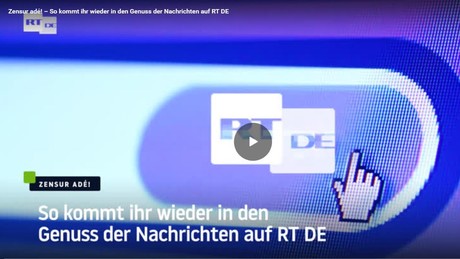 Zensur adé! – So kommt ihr wieder in den Genuss der Nachrichten auf RT DE
RT
DE
RT DE
ZENSUR ADÉ!
So kommt ihr wieder in den
Genuss der Nachrichten auf RT DE